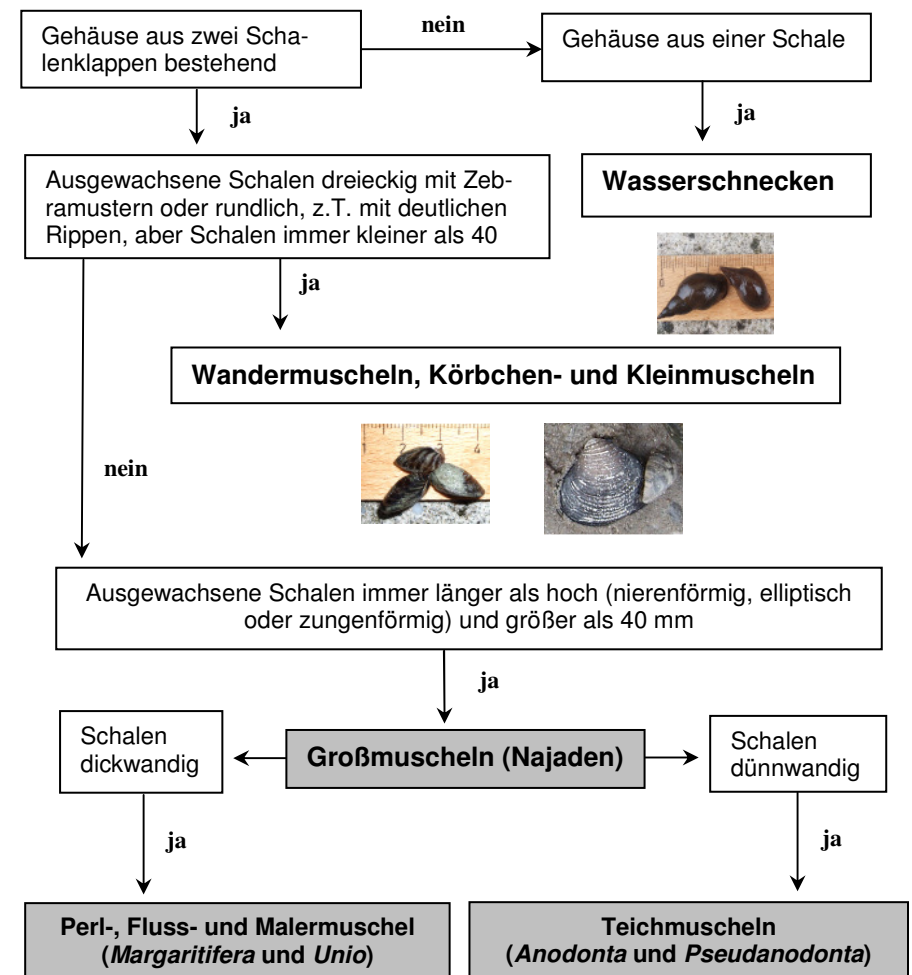 Gehäuse aus zwei Scha-
lenklappen bestehend
nein
Gehäuse aus einer Schale
ja
ja
Ausgewachsene Schalen dreieckig mit Zeb-
ramustern oder rundlich, z.T. mit deutlichen
Rippen, aber Schalen immer kleiner als 40
Wasserschnecken
ja
Wandermuscheln, Körbchen- und Kleinmuscheln
nein
Ausgewachsene Schalen immer länger als hoch (nierenförmig, elliptisch
oder zungenförmig) und größer als 40 mm
ja
Schalen
dickwandig
Großmuscheln (Najaden)
Schalen
dünnwandig
ja
ja
Perl-, Fluss- und Malermuschel
(Margaritifera und Unio)
Teichmuscheln
(Anodonta und Pseudanodonta)